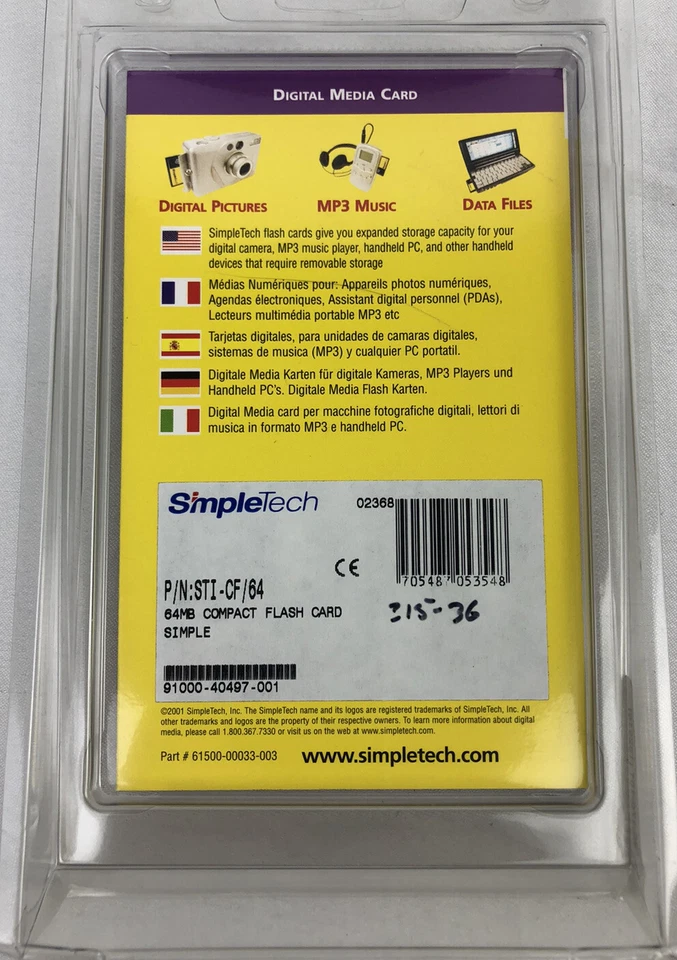 DIGITAL MEDIA CARD
DIGITAL PICTURES
MP3 MUSIC
DATA FILES
SimpleTech flash cards give you expanded storage capacity for your
digital camera, MP3 music player, handheld PC, and other handheld
devices that require removable storage
Médias Numériques pour: Appareils photos numériques,
Agendas électroniques, Assistant digital personnel (PDAs),
Lecteurs multimédia portable MP3 etc
Tarjetas digitales, para unidades de camaras digitales,
sistemas de musica (MP3) y cualquier PC portatil.
Digitale Media Karten für digitale Kameras, MP3 Players und
Handheld PC's. Digitale Media Flash Karten.
Digital Media card per macchine fotografiche digitali, lettori di
musica in formato MP3 e handheld PC.
SimpleTech
02368
CE
7 05487 05354 8
P/N:STI-CF/64
64MB COMPACT FLASH CARD
SIMPLE
215-36
91000-40497-001
©2001 SimpleTech, Inc. The SimpleTech name and its logos are registered trademarks of SimpleTech, Inc. All
other trademarks and logos are the property of their respective owners. To learn more information about digital
media, please call 1.800.367.7330 or visit us on the web at www.simpletech.com.
Part # 61500-00033-003
www.simpletech.com